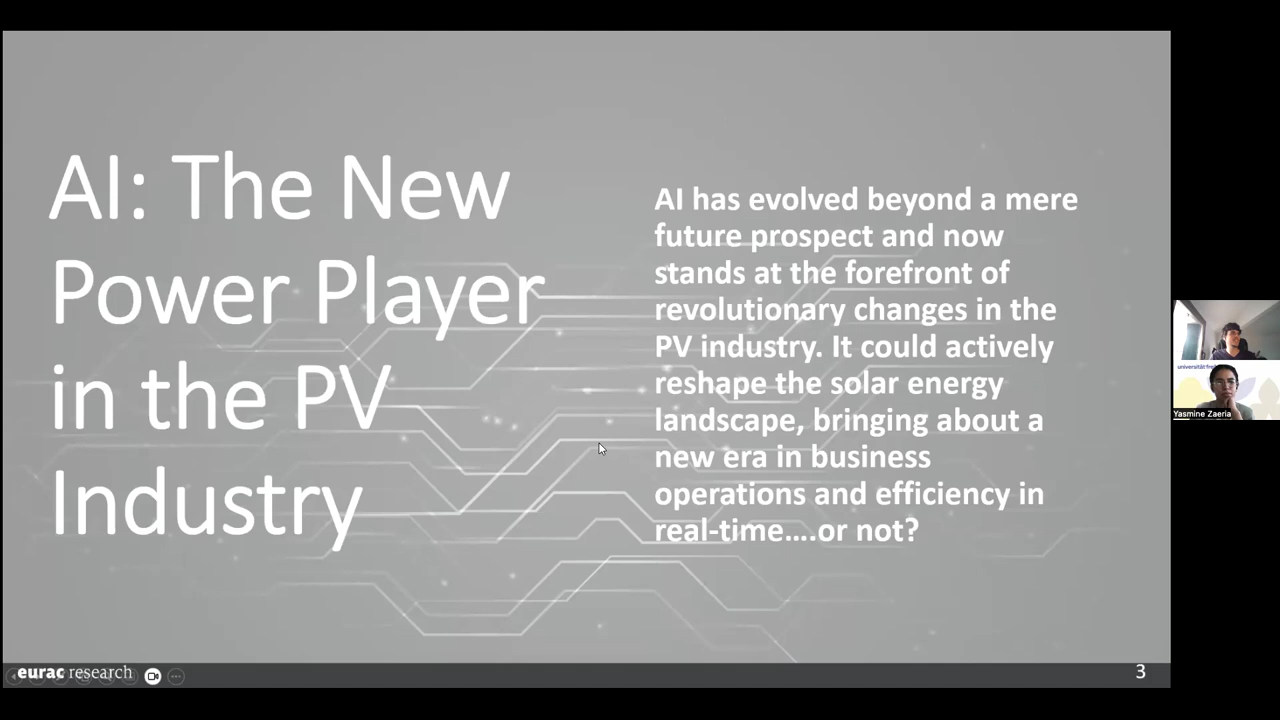 AI: The New
Power Player
in the PV
Industry
AI has evolved beyond a mere
future prospect and now
stands at the forefront of
revolutionary changes in the
PV industry. It could actively
reshape the solar energy
landscape, bringing about a
new era in business
operations and efficiency in
real-time....or not?
eurac research
3
Yasmine Zaeria